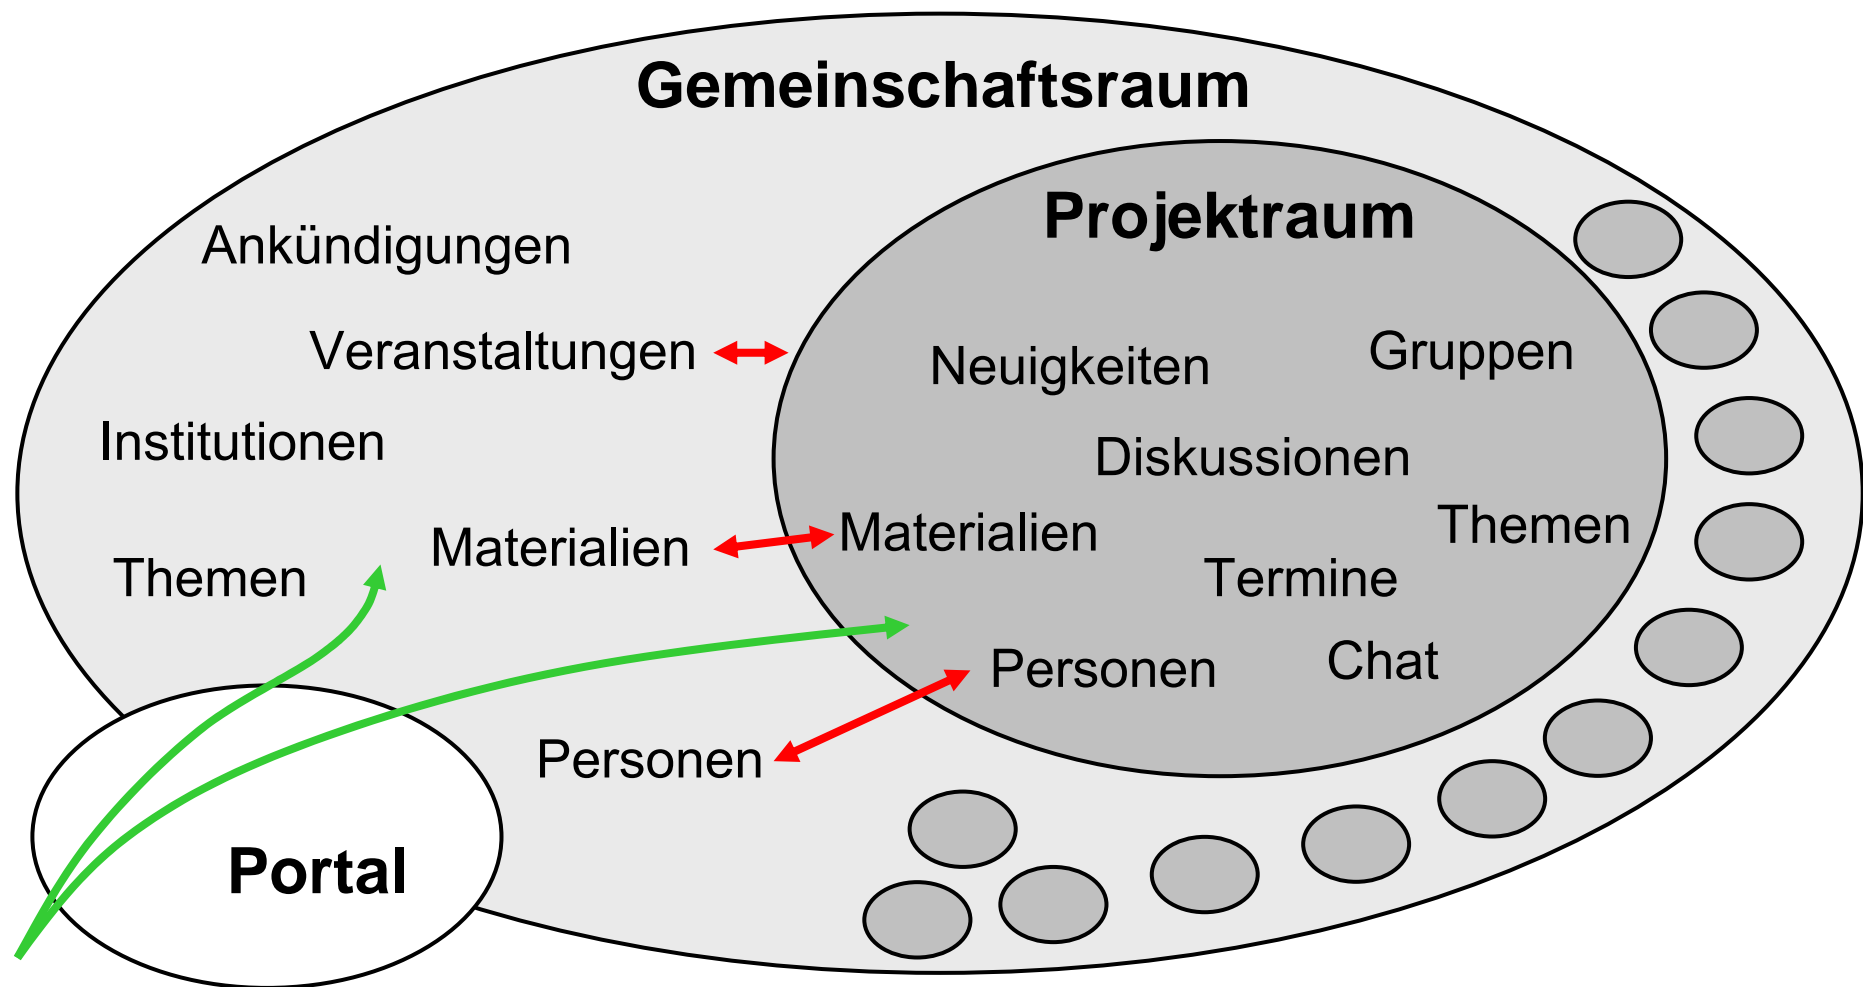 Gemeinschaftsraum
Projektraum
Ankündigungen
Veranstaltungen
Neuigkeiten
Gruppen
Institutionen
Diskussionen
Materialien
Materialien
Themen
Themen
Termine
Personen
Chat
Personen
Portal